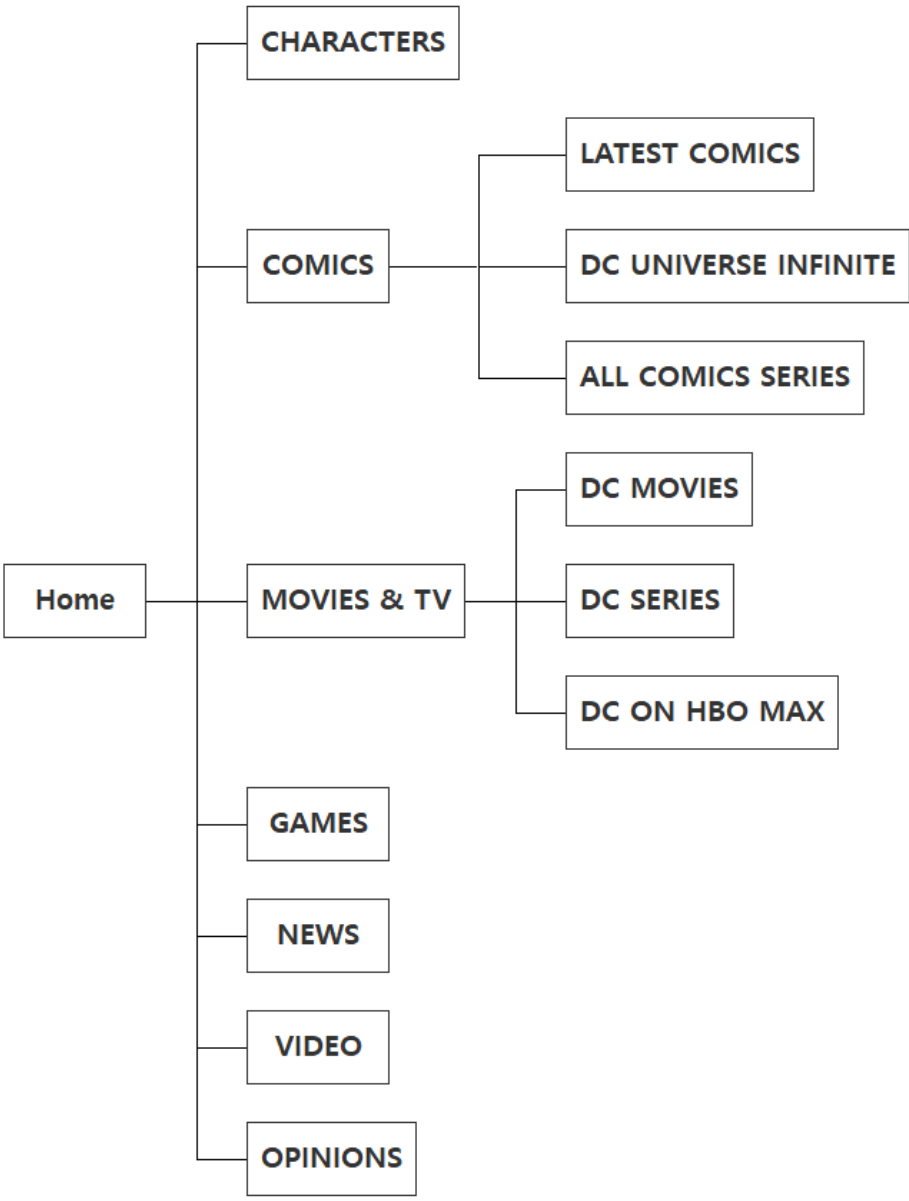 CHARACTERS
LATEST COMICS
COMICS
DC UNIVERSE INFINITE
ALL COMICS SERIES
DC MOVIES
Home
MOVIES & TV
DC SERIES
DC ON HBO MAX
GAMES
NEWS
VIDEO
OPINIONS